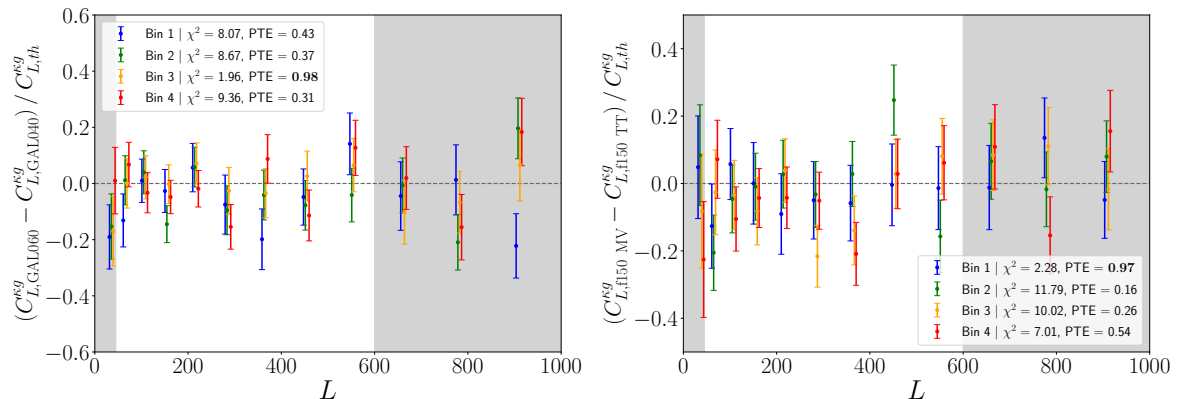 0.6
0.4
0.2
0.0
−0.2
−0.4
−0.6
(C^{κg}_{L,GAL060} − C^{κg}_{L,GAL040}) / C^{κg}_{L,th}
Bin 1 | χ² = 8.07, PTE = 0.43
Bin 2 | χ² = 8.67, PTE = 0.37
Bin 3 | χ² = 1.96, PTE = 0.98
Bin 4 | χ² = 9.36, PTE = 0.31
0 200 400 600 800 1000
L
0.4
0.2
0.0
−0.2
−0.4
(C^{κg}_{L,f150 MV} − C^{κg}_{L,f150 TT}) / C^{κg}_{L,th}
Bin 1 | χ² = 2.28, PTE = 0.97
Bin 2 | χ² = 11.79, PTE = 0.16
Bin 3 | χ² = 10.02, PTE = 0.26
Bin 4 | χ² = 7.01, PTE = 0.54
0 200 400 600 800 1000
L